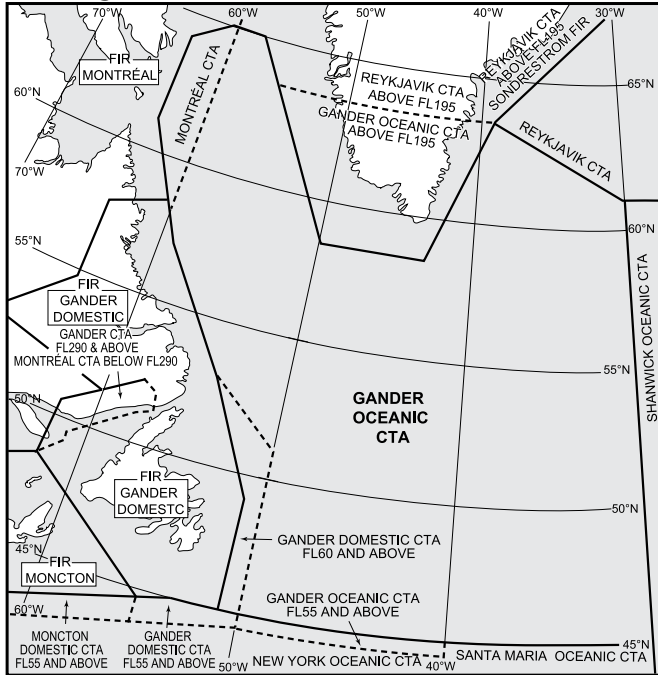 60°W
50°W
40°W
30°W
70°W
FIR
MONTRÉAL
MONTRÉAL CTA
REYKJAVIK CTA
ABOVE FL195
GANDER OCEANIC CTA
ABOVE FL195
REYKJAVIK CTA
ABOVE FL195
SONDRESTROM FIR
65°N
60°N
REYKJAVIK CTA
70°W
60°N
55°N
FIR
GANDER
DOMESTIC
GANDER CTA
FL290 & ABOVE
MONTRÉAL CTA BELOW FL290
55°N
SHANWICK OCEANIC CTA
GANDER
OCEANIC
CTA
50°N
FIR
GANDER
DOMESTC
50°N
45°N
GANDER DOMESTIC CTA
FL60 AND ABOVE
FIR
MONCTON
GANDER OCEANIC CTA
FL55 AND ABOVE
60°W
MONCTON
DOMESTIC CTA
FL55 AND ABOVE
GANDER
DOMESTIC CTA
FL55 AND ABOVE
50°W
NEW YORK OCEANIC CTA
40°W
SANTA MARIA OCEANIC CTA
45°N